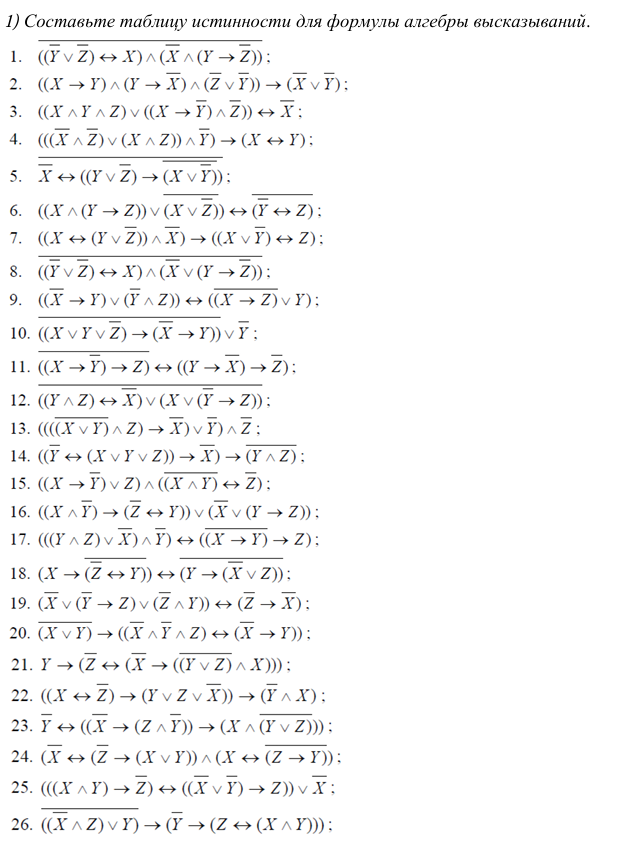 1) Составьте таблицу истинности для формулы алгебры высказываний.
1. $\overline{((\overline{Y} \vee \overline{Z}) \leftrightarrow X) \wedge (\overline{X} \wedge (Y \to \overline{Z}))}$ ;
2. $((X \to Y) \wedge (Y \to \overline{X}) \wedge (\overline{Z} \vee \overline{Y})) \to (\overline{X} \vee \overline{Y})$ ;
3. $((X \wedge Y \wedge Z) \vee ((X \to \overline{Y}) \wedge \overline{Z})) \leftrightarrow \overline{X}$ ;
4. $(((\overline{X} \wedge \overline{Z}) \vee (X \wedge Z)) \wedge \overline{Y}) \to (X \leftrightarrow Y)$ ;
5. $\overline{\overline{X} \leftrightarrow ((Y \vee \overline{Z}) \to \overline{(X \vee \overline{Y})})}$ ;
6. $((X \wedge (Y \to Z)) \vee \overline{(X \vee \overline{Z})}) \leftrightarrow \overline{(\overline{Y} \leftrightarrow Z)}$ ;
7. $((X \leftrightarrow (Y \vee \overline{Z})) \wedge \overline{X}) \to ((X \vee \overline{Y}) \leftrightarrow Z)$ ;
8. $\overline{((\overline{Y} \vee \overline{Z}) \leftrightarrow X) \wedge (\overline{X} \vee (Y \to \overline{Z}))}$ ;
9. $((\overline{X} \to Y) \vee (\overline{Y} \wedge Z)) \leftrightarrow (\overline{(X \to Z)} \vee Y)$ ;
10. $\overline{((X \vee Y \vee \overline{Z}) \to (\overline{X} \to Y))} \vee \overline{Y}$ ;
11. $\overline{((X \to \overline{Y}) \to Z)} \leftrightarrow ((Y \to \overline{X}) \to \overline{Z})$ ;
12. $\overline{((Y \wedge Z) \leftrightarrow \overline{X}) \vee (X \vee (\overline{Y} \to Z))}$ ;
13. $(((\overline{(X \vee Y)} \wedge Z) \to \overline{X}) \vee \overline{Y}) \wedge \overline{Z}$ ;
14. $((\overline{Y} \leftrightarrow (X \vee Y \vee Z)) \to \overline{X}) \to \overline{(Y \wedge Z)}$ ;
15. $((X \to \overline{Y}) \vee Z) \wedge (\overline{(X \wedge Y)} \leftrightarrow \overline{Z})$ ;
16. $((X \wedge \overline{Y}) \to (\overline{Z} \leftrightarrow Y)) \vee (\overline{X} \vee (Y \to Z))$ ;
17. $(((Y \wedge Z) \vee \overline{X}) \wedge \overline{Y}) \leftrightarrow (\overline{(X \to Y)} \to Z)$ ;
18. $(X \to \overline{(\overline{Z} \leftrightarrow Y)}) \leftrightarrow \overline{(Y \to (\overline{X} \vee Z))}$ ;
19. $(\overline{X} \vee (\overline{Y} \to Z) \vee (\overline{Z} \wedge Y)) \leftrightarrow (\overline{Z} \to \overline{X})$ ;
20. $\overline{(X \vee Y)} \to ((\overline{X} \wedge \overline{Y} \wedge Z) \leftrightarrow (\overline{X} \to Y))$ ;
21. $Y \to (\overline{Z} \leftrightarrow (\overline{X} \to (\overline{(Y \vee Z)} \wedge X)))$ ;
22. $((X \leftrightarrow \overline{Z}) \to (Y \vee Z \vee \overline{X})) \to (\overline{Y} \wedge X)$ ;
23. $\overline{Y} \leftrightarrow ((\overline{X} \to (Z \wedge \overline{Y})) \to (X \wedge \overline{(Y \vee Z)}))$ ;
24. $(\overline{X} \leftrightarrow (\overline{Z} \to (X \vee Y)) \wedge (X \leftrightarrow \overline{(Z \to Y)})$ ;
25. $(((X \wedge Y) \to \overline{Z}) \leftrightarrow ((\overline{X} \vee \overline{Y}) \to Z)) \vee \overline{X}$ ;
26. $\overline{((\overline{X} \wedge Z) \vee Y)} \to (\overline{Y} \to (Z \leftrightarrow (X \wedge Y)))$ ;